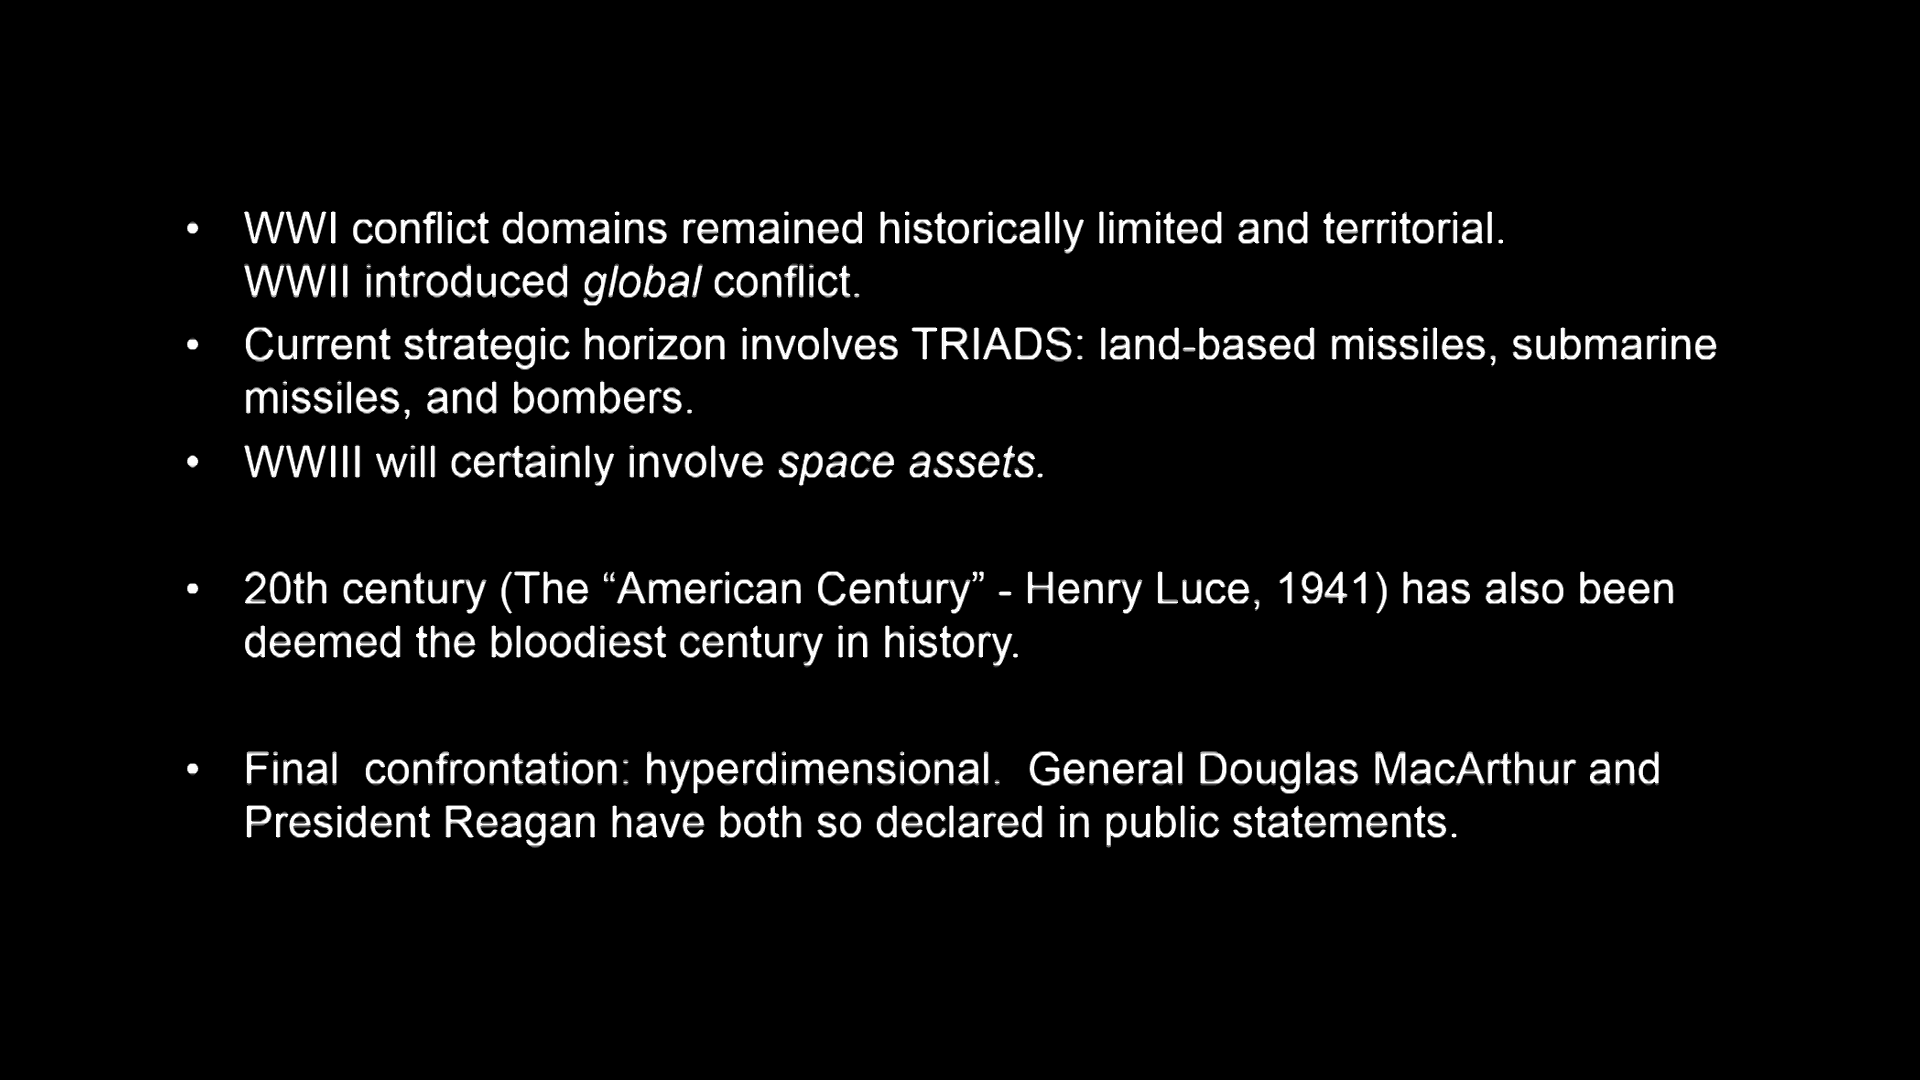 • WWI conflict domains remained historically limited and territorial.
WWII introduced global conflict.
• Current strategic horizon involves TRIADS: land-based missiles, submarine
missiles, and bombers.
• WWIII will certainly involve space assets.
• 20th century (The “American Century” - Henry Luce, 1941) has also been
deemed the bloodiest century in history.
• Final  confrontation: hyperdimensional.  General Douglas MacArthur and
President Reagan have both so declared in public statements.